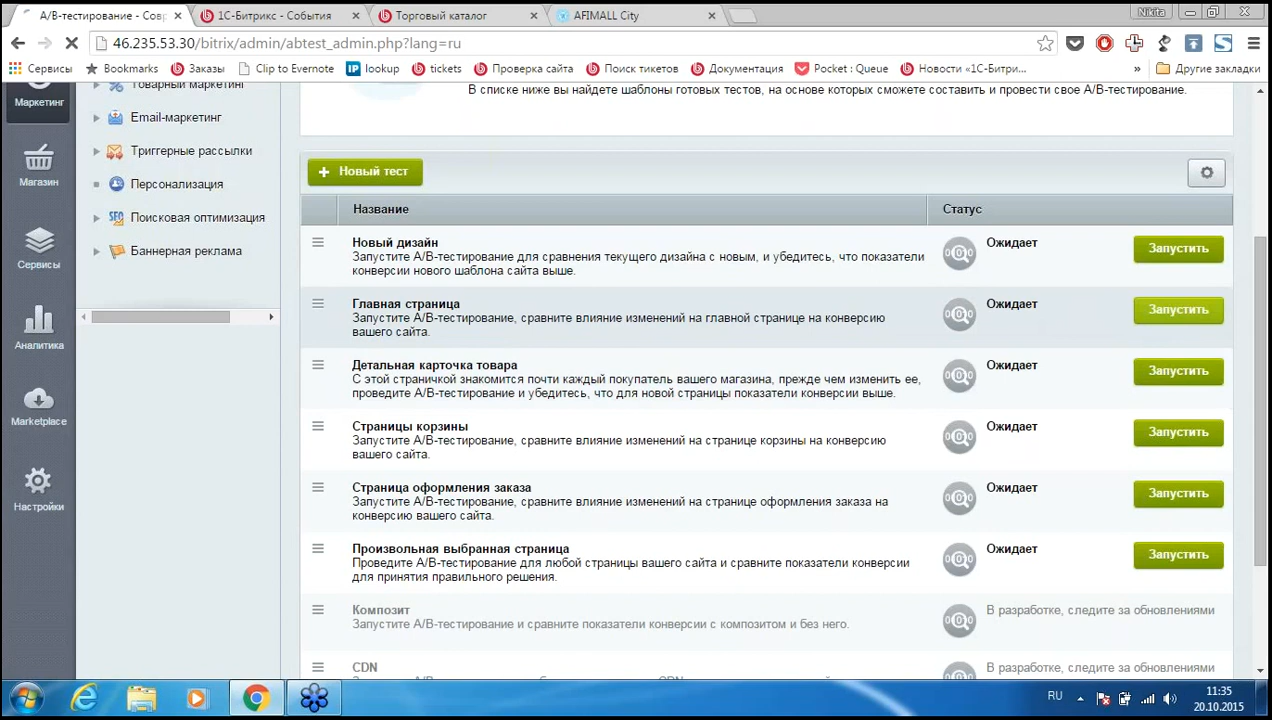 А/В-тестирование - Совр
1С-Битрикс - События
Торговый каталог
AFIMALL City
Nikita
46.235.53.30/bitrix/admin/abtest_admin.php?lang=ru
Сервисы
Bookmarks
Заказы
Clip to Evernote
lookup
tickets
Проверка сайта
Поиск тикетов
Документация
Pocket : Queue
Новости «1С-Битри...
»
Другие закладки
Маркетинг
Магазин
Сервисы
Аналитика
Marketplace
Настройки
Товарный маркетинг
Email-маркетинг
Триггерные рассылки
Персонализация
Поисковая оптимизация
Баннерная реклама
В списке ниже вы найдете шаблоны готовых тестов, на основе которых сможете составить и провести свое А/В-тестирование.
+ Новый тест
Название
Статус
Новый дизайн
Запустите А/В-тестирование для сравнения текущего дизайна с новым, и убедитесь, что показатели
конверсии нового шаблона сайта выше.
Ожидает
Запустить
Главная страница
Запустите А/В-тестирование, сравните влияние изменений на главной странице на конверсию
вашего сайта.
Ожидает
Запустить
Детальная карточка товара
С этой страничкой знакомится почти каждый покупатель вашего магазина, прежде чем изменить ее,
проведите А/В-тестирование и убедитесь, что для новой страницы показатели конверсии выше.
Ожидает
Запустить
Страницы корзины
Запустите А/В-тестирование, сравните влияние изменений на странице корзины на конверсию
вашего сайта.
Ожидает
Запустить
Страница оформления заказа
Запустите А/В-тестирование, сравните влияние изменений на странице оформления заказа на
конверсию вашего сайта.
Ожидает
Запустить
Произвольная выбранная страница
Проведите А/В-тестирование для любой страницы вашего сайта и сравните показатели конверсии
для принятия правильного решения.
Ожидает
Запустить
Композит
Запустите А/В-тестирование и сравните показатели конверсии с композитом и без него.
В разработке, следите за обновлениями
CDN
В разработке, следите за обновлениями
RU
11:35
20.10.2015